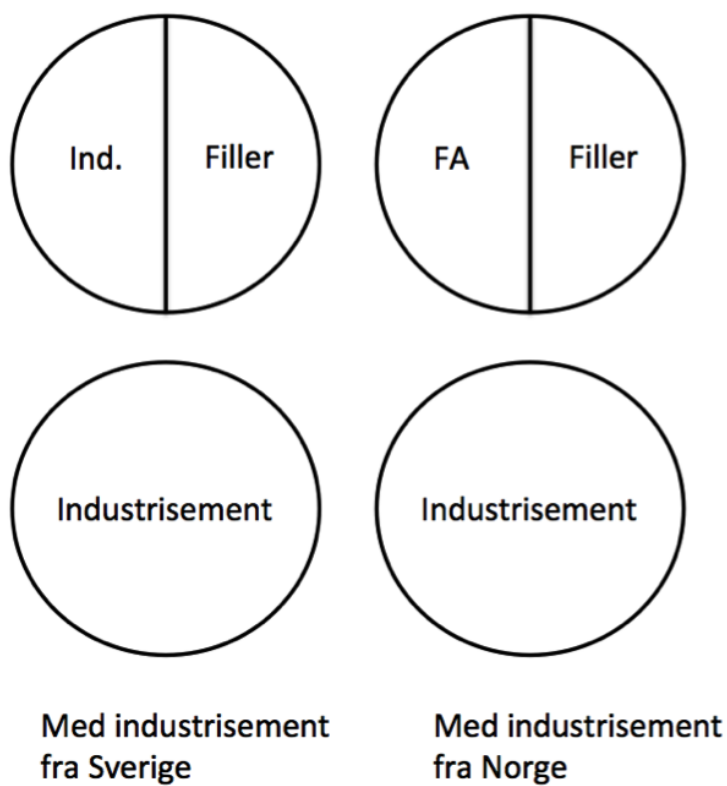 Ind.
Filler
FA
Filler
Industrisement
Industrisement
Med industrisement
fra Sverige
Med industrisement
fra Norge